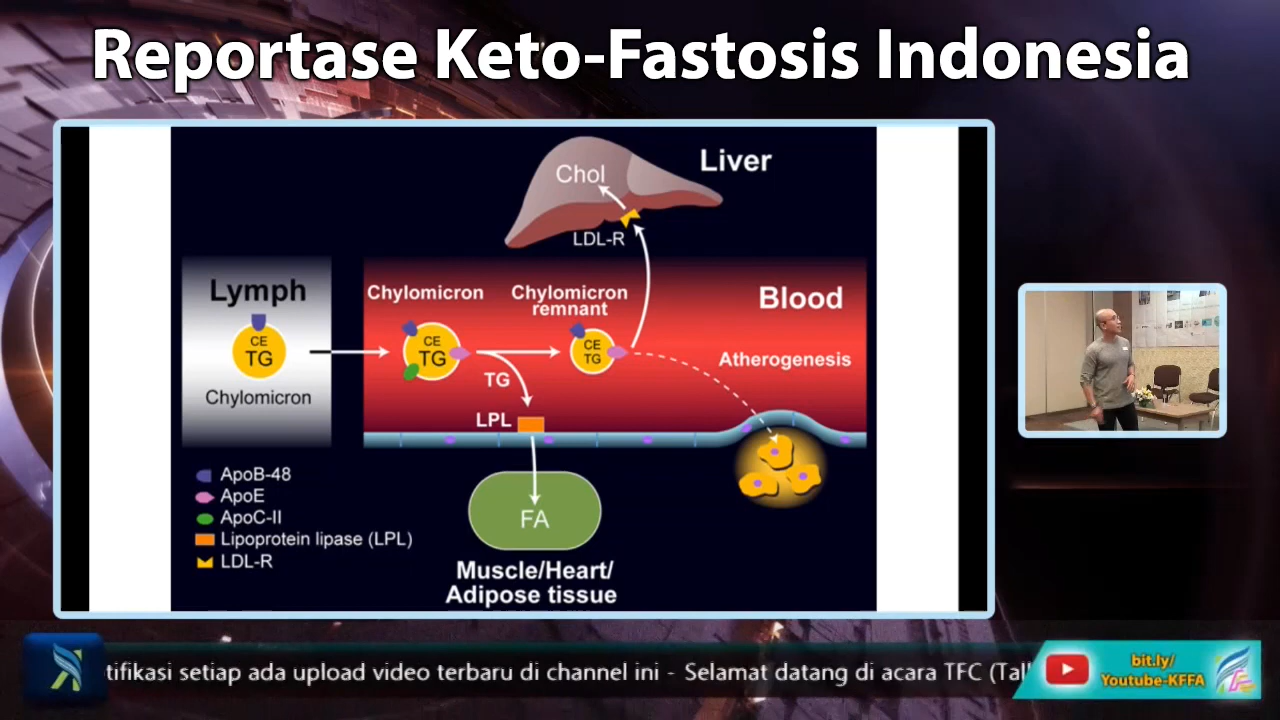 Reportase Keto-Fastosis Indonesia
Liver
Chol
LDL-R
Lymph
CE
TG
Chylomicron
Chylomicron
CE
TG
Chylomicron
remnant
CE
TG
Blood
Atherogenesis
TG
LPL
FA
Muscle/Heart/
Adipose tissue
ApoB-48
ApoE
ApoC-II
Lipoprotein lipase (LPL)
LDL-R
tifikasi setiap ada upload video terbaru di channel ini - Selamat datang di acara TFC (Tal
bit.ly/
Youtube-KFFA